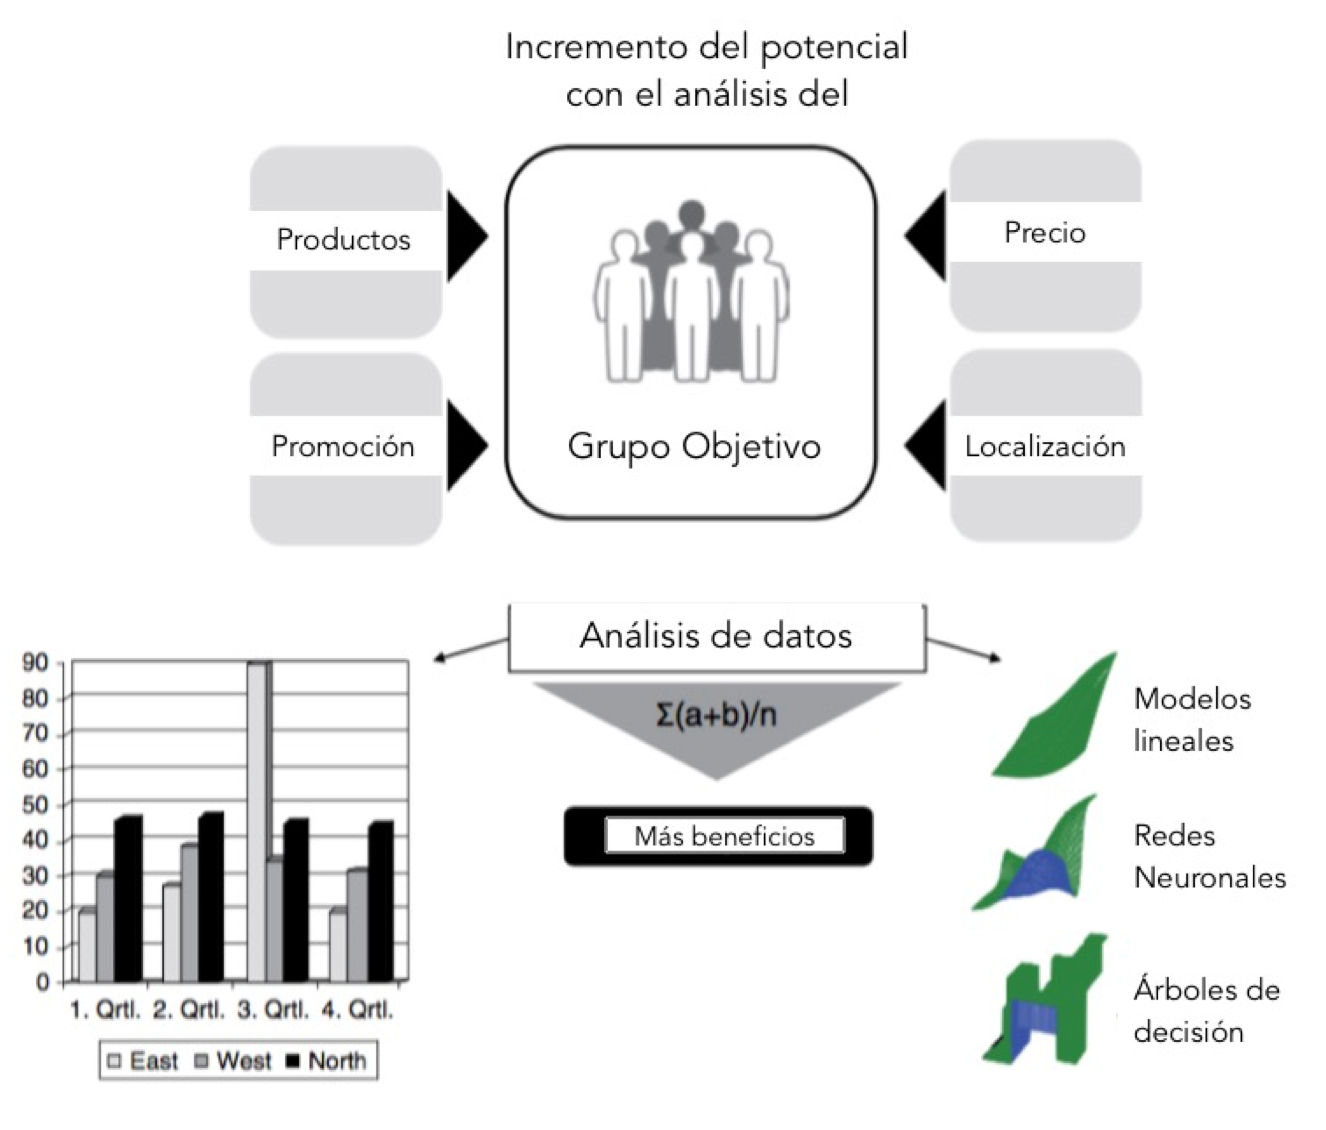 Incremento del potencial
con el análisis del
Productos
Precio
Promoción
Grupo Objetivo
Localización
Análisis de datos
Σ(a+b)/n
Más beneficios
90
80
70
60
50
40
30
20
10
0
1. Qrtl. 2. Qrtl. 3. Qrtl. 4. Qrtl.
East West North
Modelos
lineales
Redes
Neuronales
Árboles de
decisión